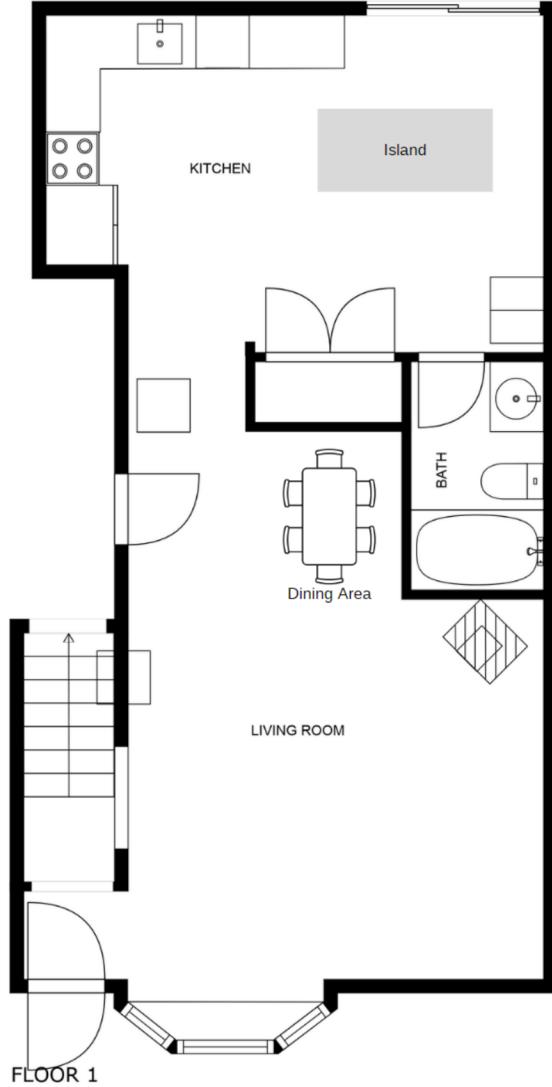 Island
KITCHEN
BATH
Dining Area
LIVING ROOM
FLOOR 1